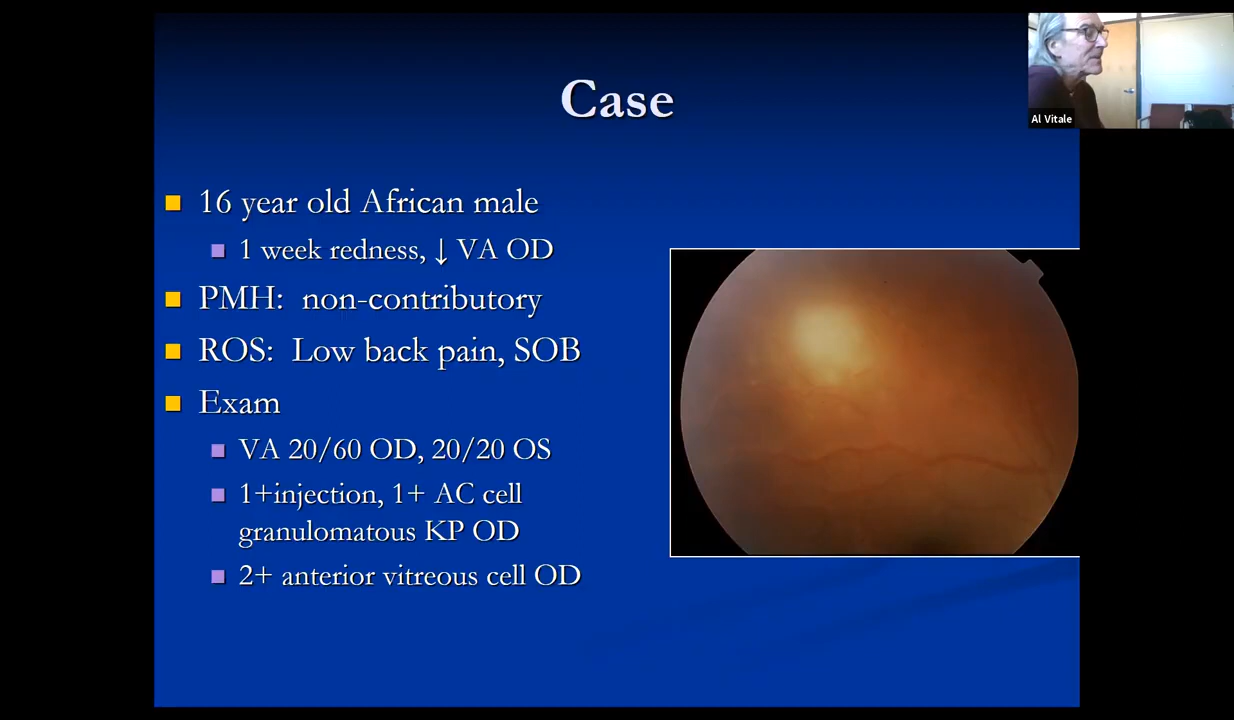 Case
16 year old African male
1 week redness, ↓ VA OD
PMH: non-contributory
ROS: Low back pain, SOB
Exam
VA 20/60 OD, 20/20 OS
1+injection, 1+ AC cell
granulomatous KP OD
2+ anterior vitreous cell OD
Al Vitale